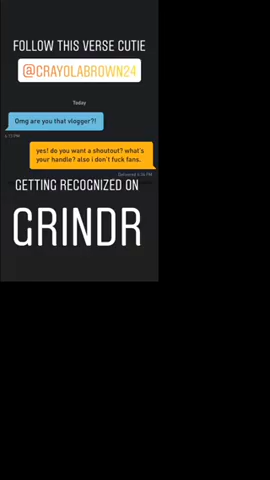 FOLLOW THIS VERSE CUTIE
@CRAYOLABROWN24
Today
Omg are you that vlogger?!
yes! do you want a shoutout? what's
your handle? also i don't fuck fans.
GETTING RECOGNIZED ON
GRINDR